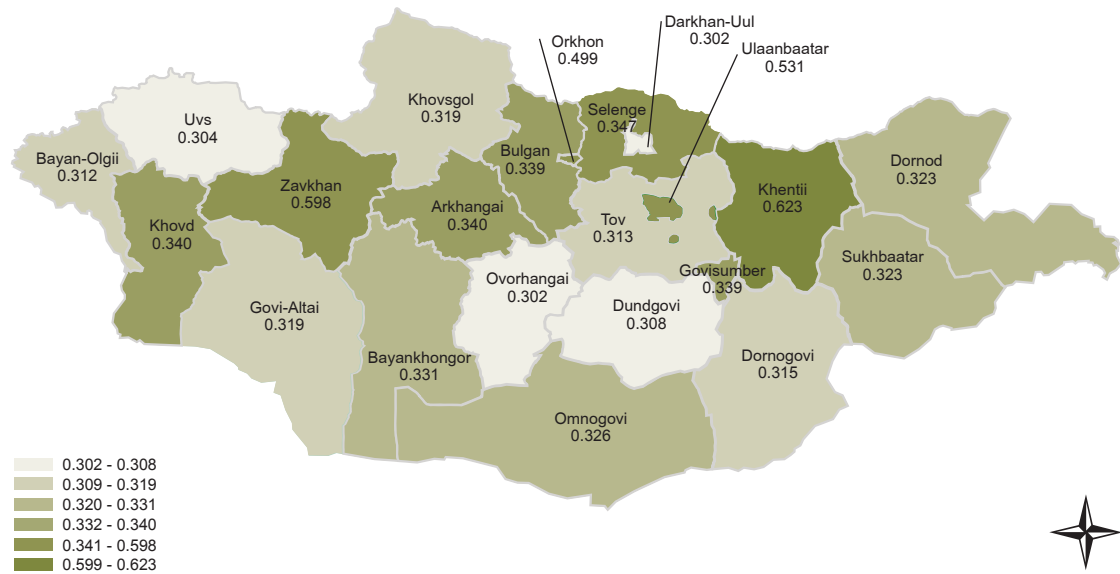 Darkhan-Uul
0.302
Orkhon
0.499
Ulaanbaatar
0.531
Khovsgol
0.319
Selenge
0.347
Uvs
0.304
Bayan-Olgii
0.312
Bulgan
0.339
Dornod
0.323
Zavkhan
0.598
Khentii
0.623
Arkhangai
0.340
Khovd
0.340
Tov
0.313
Sukhbaatar
0.323
Ovorhangai
0.302
Govisumber
0.339
Govi-Altai
0.319
Dundgovi
0.308
Bayankhongor
0.331
Dornogovi
0.315
Omnogovi
0.326
0.302 - 0.308
0.309 - 0.319
0.320 - 0.331
0.332 - 0.340
0.341 - 0.598
0.599 - 0.623